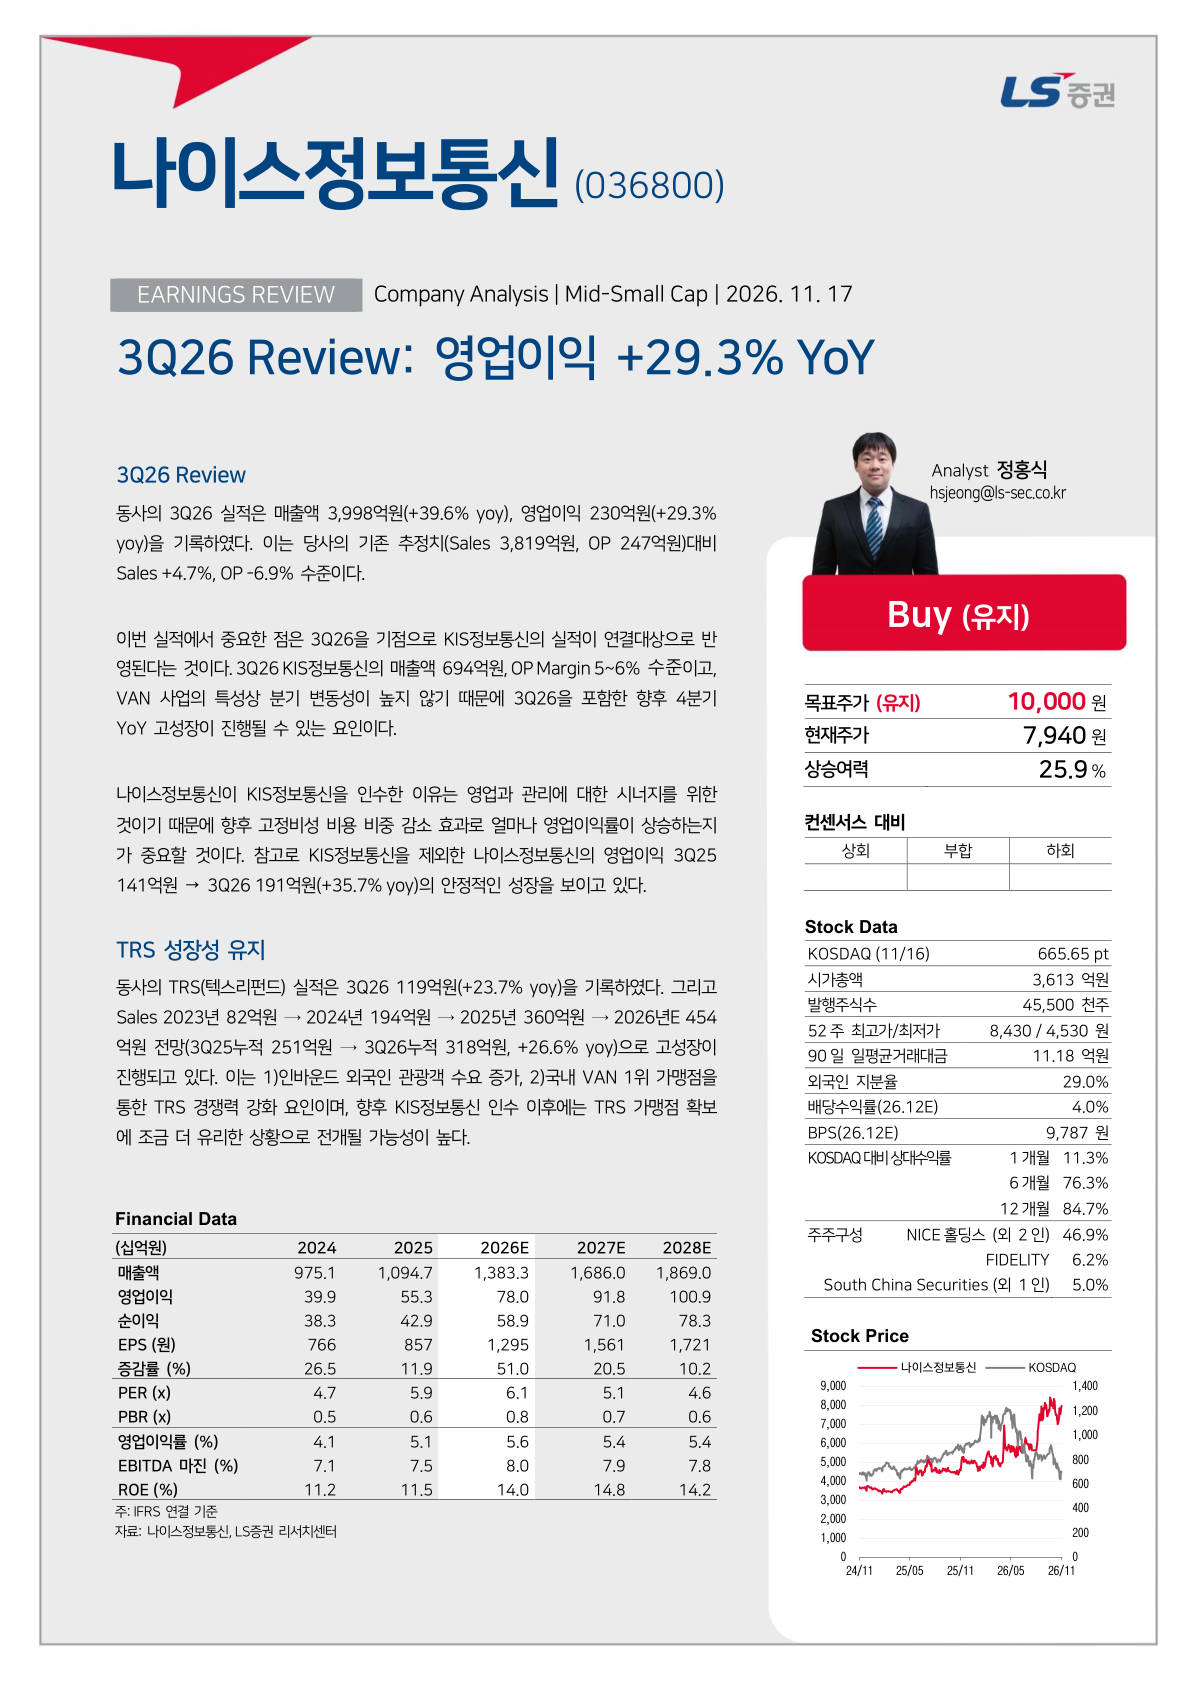 LS증권
나이스정보통신 (036800)
EARNINGS REVIEW Company Analysis | Mid-Small Cap | 2026. 11. 17
3Q26 Review: 영업이익 +29.3% YoY
3Q26 Review
동사의 3Q26 실적은 매출액 3,998억원(+39.6% yoy), 영업이익 230억원(+29.3%
yoy)을 기록하였다. 이는 당사의 기존 추정치(Sales 3,819억원, OP 247억원)대비
Sales +4.7%, OP -6.9% 수준이다.
이번 실적에서 중요한 점은 3Q26을 기점으로 KIS정보통신의 실적이 연결대상으로 반
영된다는 것이다. 3Q26 KIS정보통신의 매출액 694억원, OP Margin 5~6% 수준이고,
VAN 사업의 특성상 분기 변동성이 높지 않기 때문에 3Q26을 포함한 향후 4분기
YoY 고성장이 진행될 수 있는 요인이다.
나이스정보통신이 KIS정보통신을 인수한 이유는 영업과 관리에 대한 시너지를 위한
것이기 때문에 향후 고정비성 비용 비중 감소 효과로 얼마나 영업이익률이 상승하는지
가 중요할 것이다. 참고로 KIS정보통신을 제외한 나이스정보통신의 영업이익 3Q25
141억원 → 3Q26 191억원(+35.7% yoy)의 안정적인 성장을 보이고 있다.
TRS 성장성 유지
동사의 TRS(텍스리펀드) 실적은 3Q26 119억원(+23.7% yoy)을 기록하였다. 그리고
Sales 2023년 82억원 → 2024년 194억원 → 2025년 360억원 → 2026년E 454
억원 전망(3Q25누적 251억원 → 3Q26누적 318억원, +26.6% yoy)으로 고성장이
진행되고 있다. 이는 1)인바운드 외국인 관광객 수요 증가, 2)국내 VAN 1위 가맹점을
통한 TRS 경쟁력 강화 요인이며, 향후 KIS정보통신 인수 이후에는 TRS 가맹점 확보
에 조금 더 유리한 상황으로 전개될 가능성이 높다.
Financial Data
(십억원) 2024 2025 2026E 2027E 2028E
매출액 975.1 1,094.7 1,383.3 1,686.0 1,869.0
영업이익 39.9 55.3 78.0 91.8 100.9
순이익 38.3 42.9 58.9 71.0 78.3
EPS (원) 766 857 1,295 1,561 1,721
증감률 (%) 26.5 11.9 51.0 20.5 10.2
PER (x) 4.7 5.9 6.1 5.1 4.6
PBR (x) 0.5 0.6 0.8 0.7 0.6
영업이익률 (%) 4.1 5.1 5.6 5.4 5.4
EBITDA 마진 (%) 7.1 7.5 8.0 7.9 7.8
ROE (%) 11.2 11.5 14.0 14.8 14.2
주: IFRS 연결 기준
자료: 나이스정보통신, LS증권 리서치센터
Analyst 정홍식
hsjeong@ls-sec.co.kr
Buy (유지)
목표주가 (유지) 10,000 원
현재주가 7,940 원
상승여력 25.9 %
컨센서스 대비
상회 부합 하회
Stock Data
KOSDAQ (11/16) 665.65 pt
시가총액 3,613 억원
발행주식수 45,500 천주
52 주 최고가/최저가 8,430 / 4,530 원
90 일 일평균거래대금 11.18 억원
외국인 지분율 29.0%
배당수익률(26.12E) 4.0%
BPS(26.12E) 9,787 원
KOSDAQ 대비 상대수익률 1 개월 11.3%
6 개월 76.3%
12 개월 84.7%
주주구성 NICE 홀딩스 (외 2 인) 46.9%
FIDELITY 6.2%
South China Securities (외 1 인) 5.0%
Stock Price
나이스정보통신 KOSDAQ
9,000 1,400
8,000 1,200
7,000
6,000 1,000
5,000 800
4,000 600
3,000 400
2,000 200
1,000
0 0
24/11 25/05 25/11 26/05 26/11